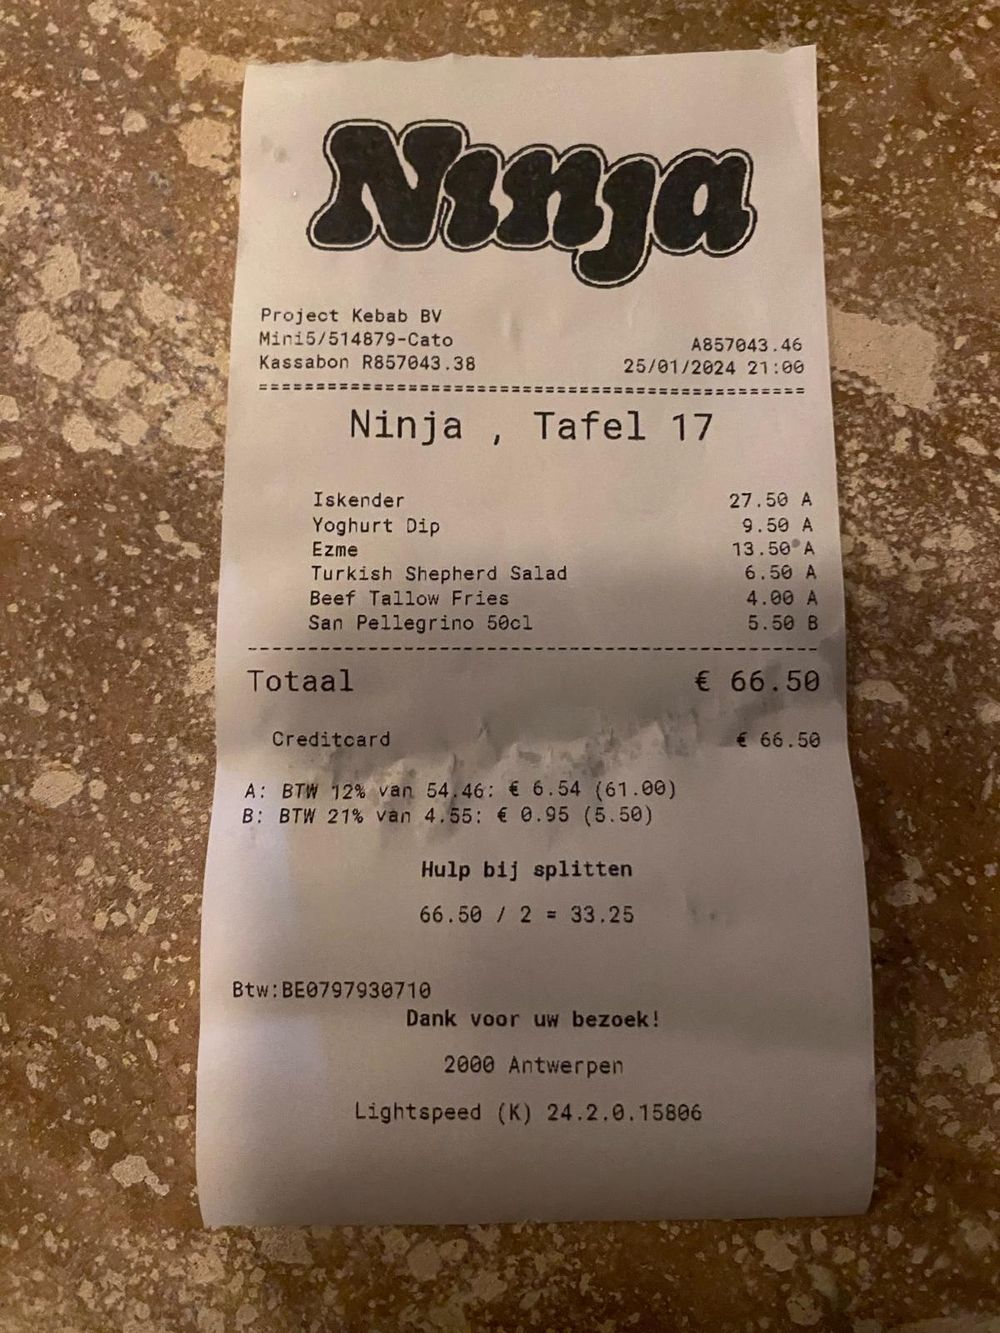 Ninja
Project Kebab BV
Mini5/514879-Cato A857043.46
Kassabon R857043.38 25/01/2024 21:00
================================================
Ninja , Tafel 17
Iskender 27.50 A
Yoghurt Dip 9.50 A
Ezme 13.50 A
Turkish Shepherd Salad 6.50 A
Beef Tallow Fries 4.00 A
San Pellegrino 50cl 5.50 B
------------------------------------------------
Totaal € 66.50
Creditcard € 66.50
A: BTW 12% van 54.46: € 6.54 (61.00)
B: BTW 21% van 4.55: € 0.95 (5.50)
Hulp bij splitten
66.50 / 2 = 33.25
Btw:BE0797930710
Dank voor uw bezoek!
2000 Antwerpen
Lightspeed (K) 24.2.0.15806